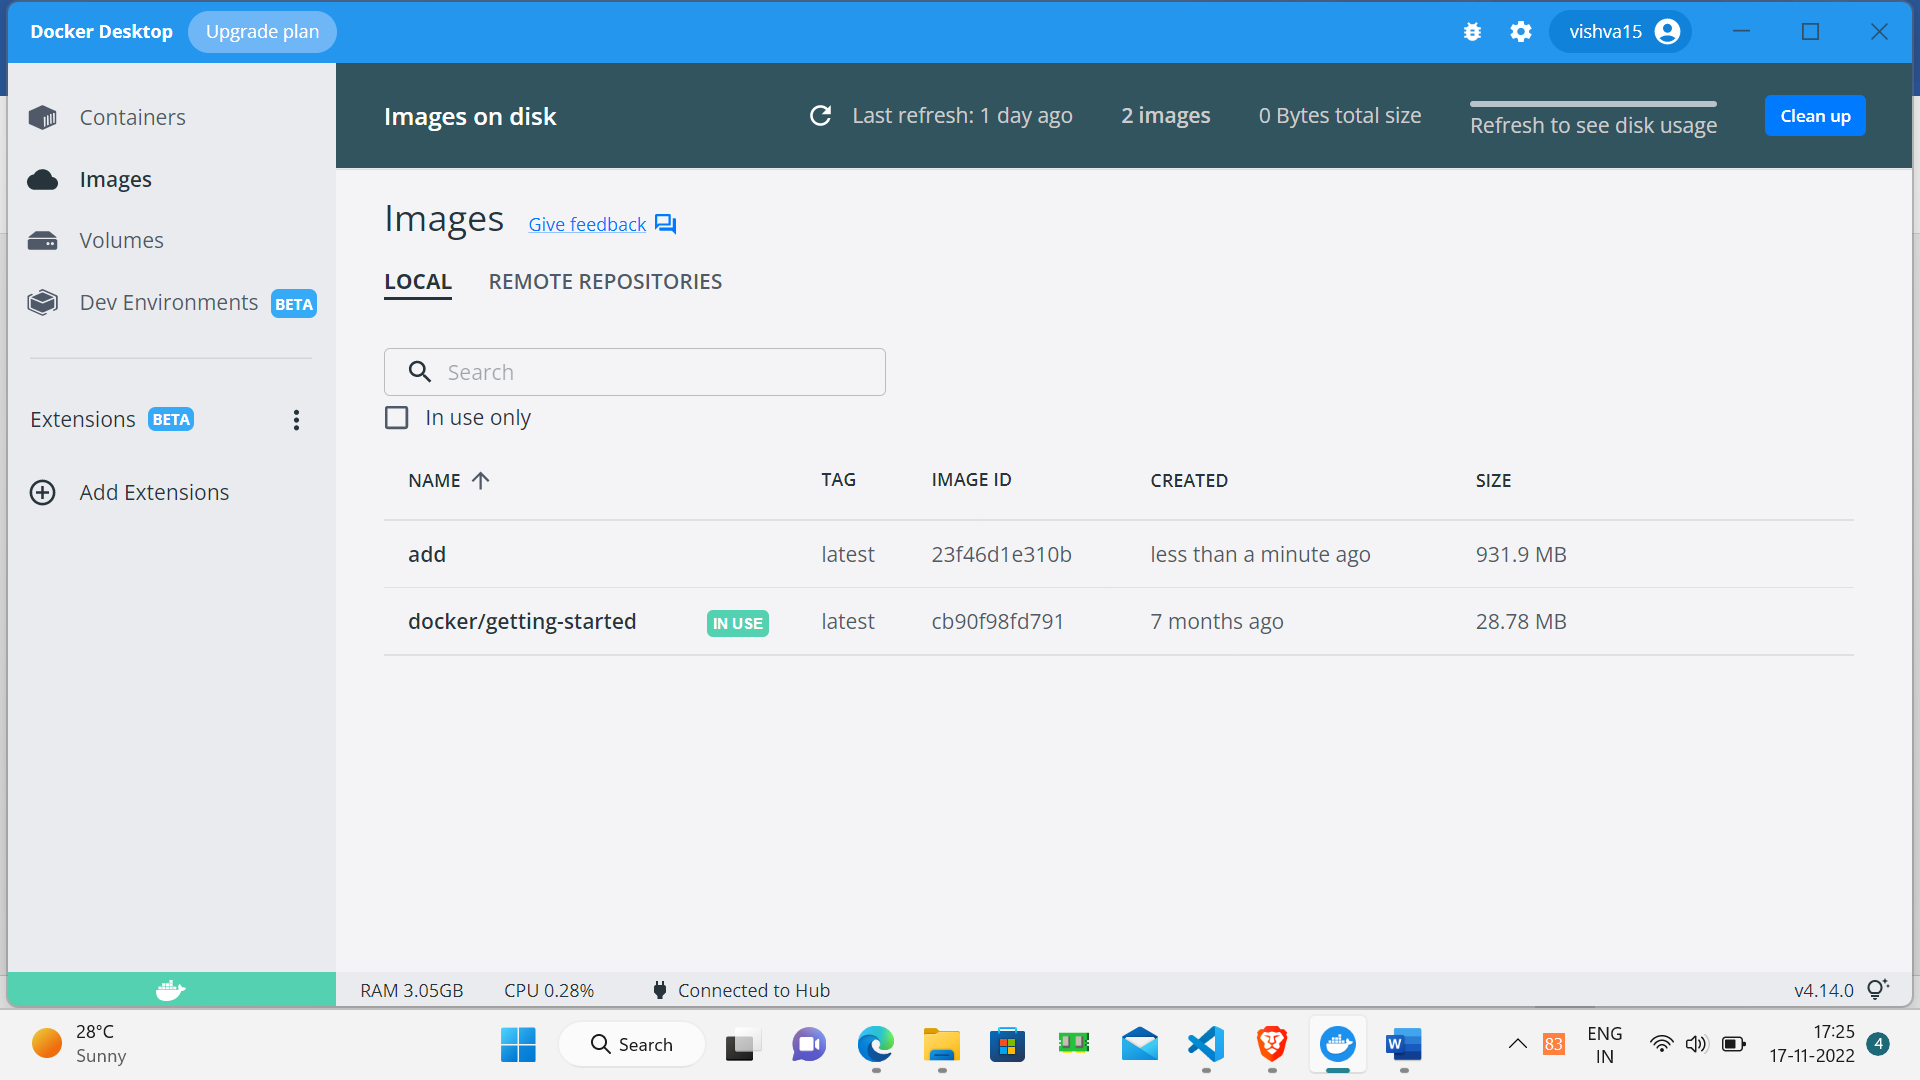 Docker Desktop Upgrade plan vishva15
Containers
Images
Volumes
Dev Environments BETA
Extensions BETA
Add Extensions
Images on disk Last refresh: 1 day ago 2 images 0 Bytes total size Refresh to see disk usage Clean up
Images Give feedback
LOCAL REMOTE REPOSITORIES
Search
In use only
NAME TAG IMAGE ID CREATED SIZE
add latest 23f46d1e310b less than a minute ago 931.9 MB
docker/getting-started IN USE latest cb90f98fd791 7 months ago 28.78 MB
RAM 3.05GB CPU 0.28% Connected to Hub v4.14.0
28°C
Sunny
Search
W
83
ENG
IN
17:25
17-11-2022
4